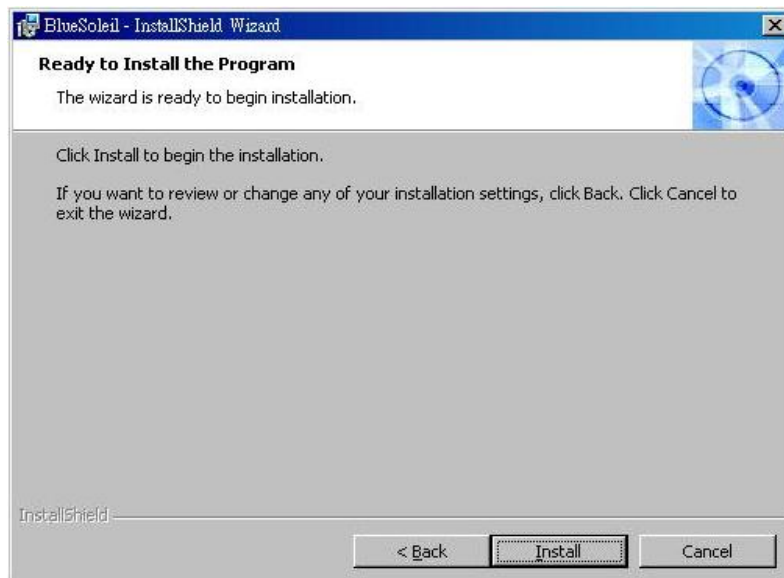 BlueSoleil - InstallShield Wizard
Ready to Install the Program
The wizard is ready to begin installation.
Click Install to begin the installation.
If you want to review or change any of your installation settings, click Back. Click Cancel to
exit the wizard.
InstallShield
< Back
Install
Cancel